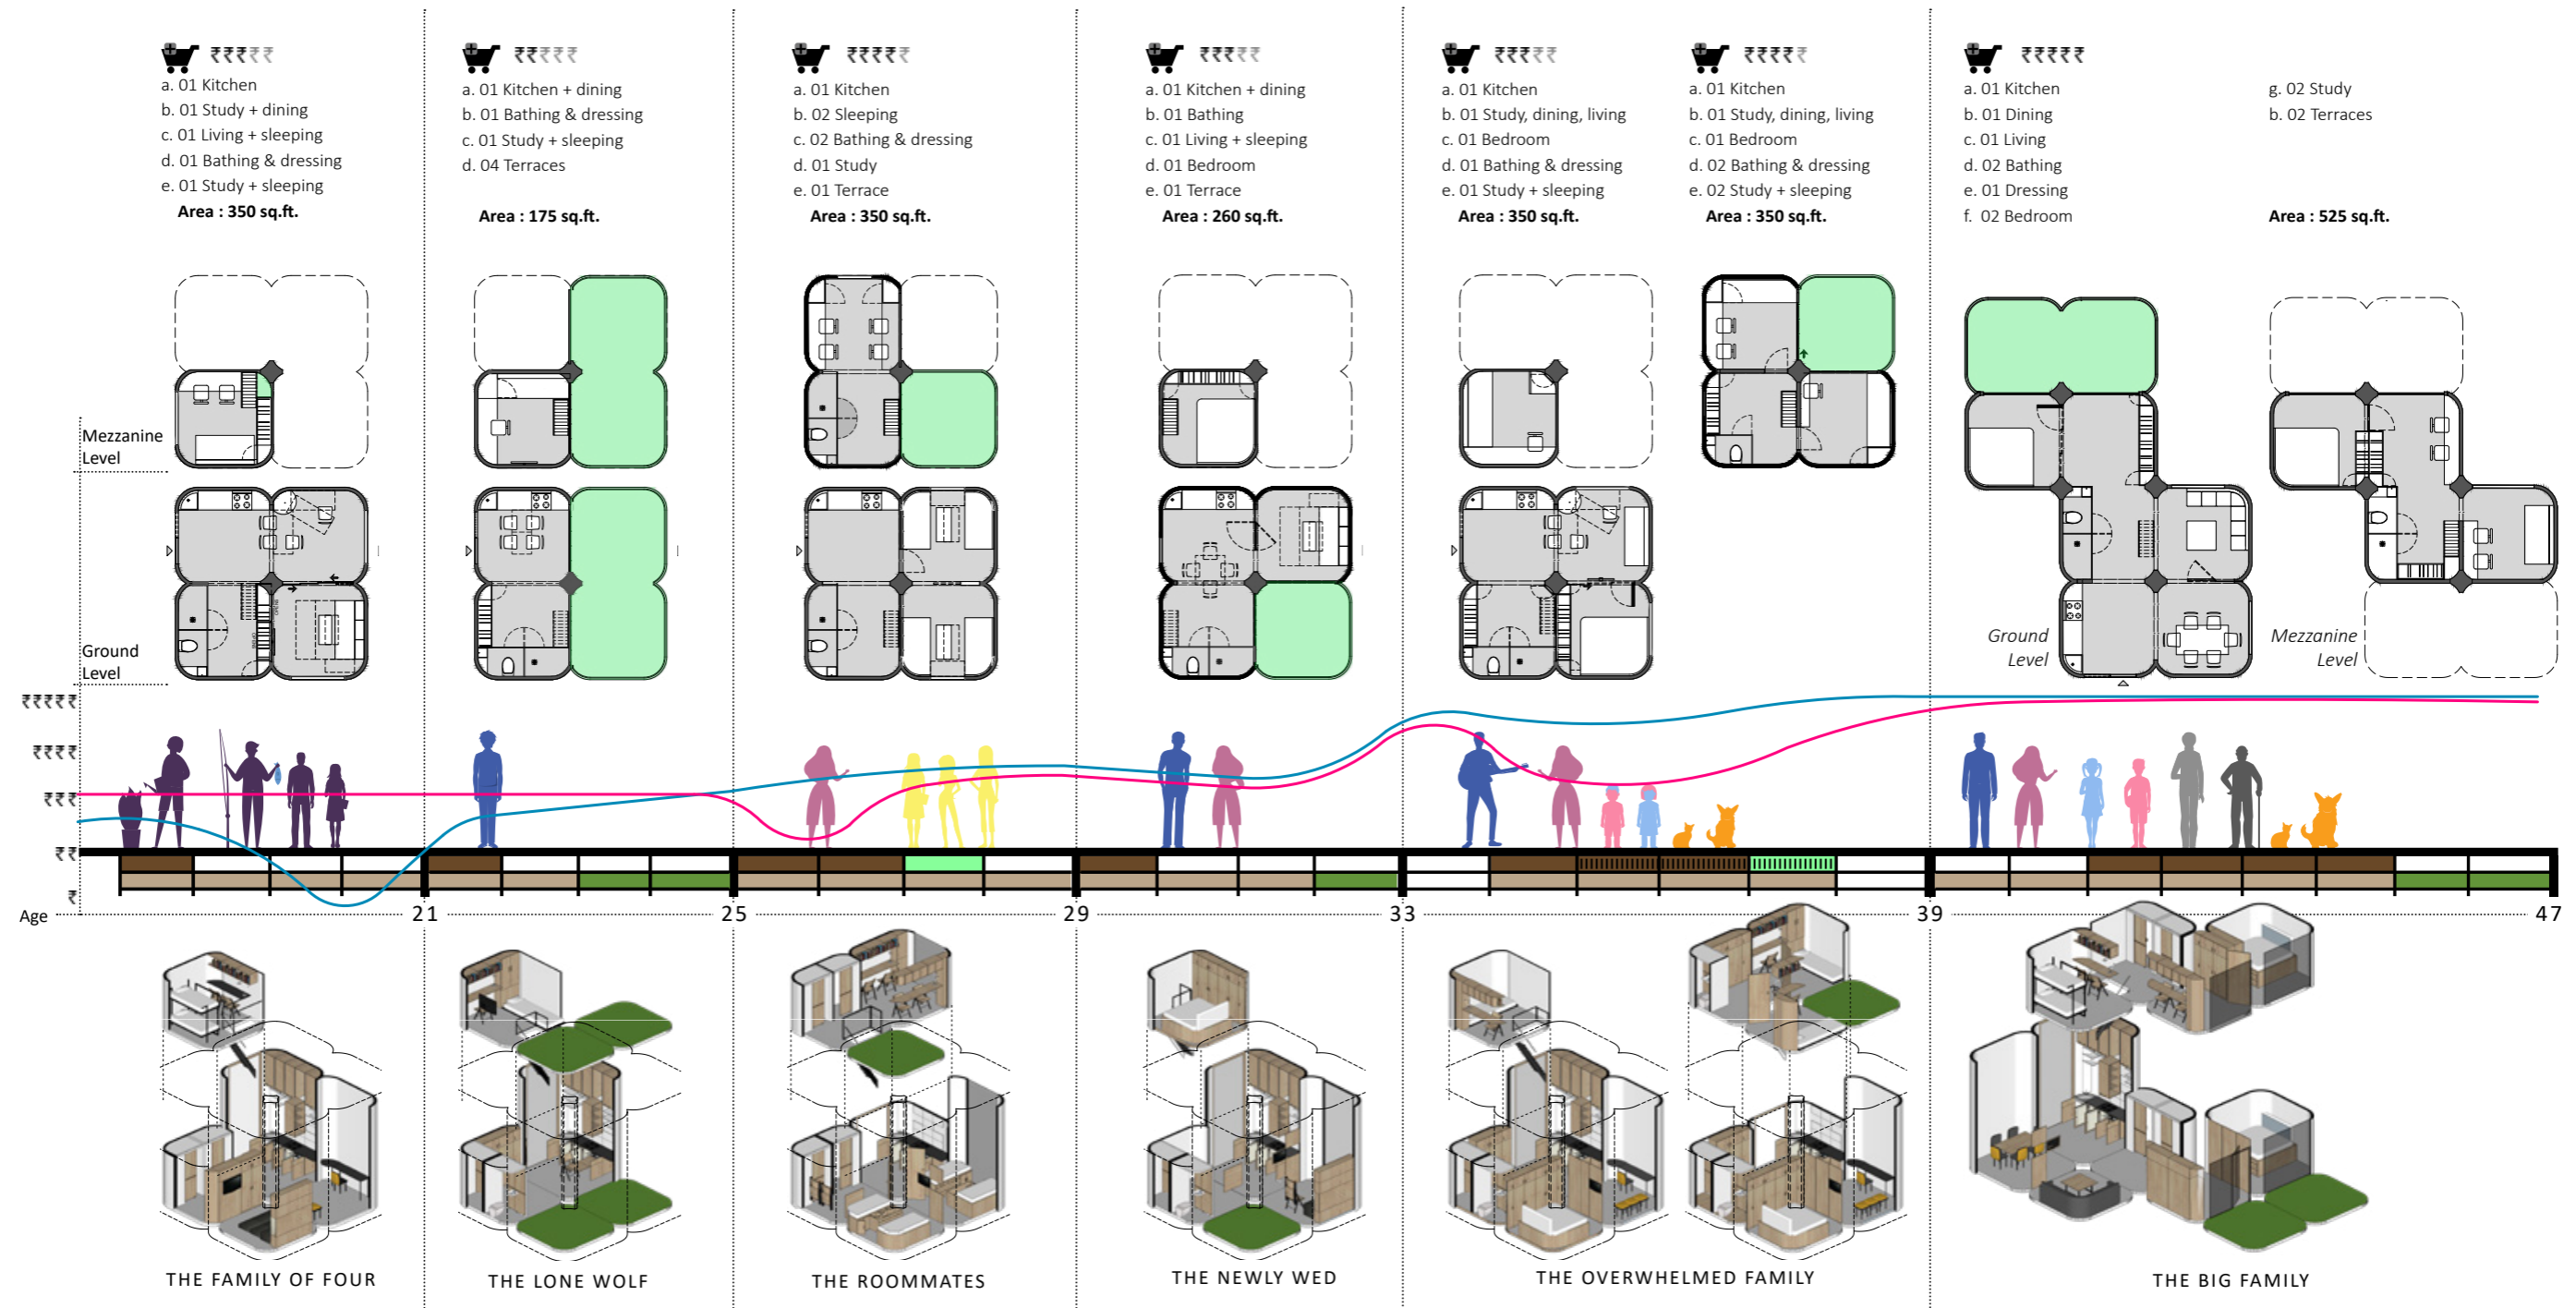 ₹₹₹₹₹
a. 01 Kitchen
b. 01 Study + dining
c. 01 Living + sleeping
d. 01 Bathing & dressing
e. 01 Study + sleeping
Area : 350 sq.ft.
₹₹₹₹₹
a. 01 Kitchen + dining
b. 01 Bathing & dressing
c. 01 Study + sleeping
d. 04 Terraces
Area : 175 sq.ft.
₹₹₹₹₹
a. 01 Kitchen
b. 02 Sleeping
c. 02 Bathing & dressing
d. 01 Study
e. 01 Terrace
Area : 350 sq.ft.
₹₹₹₹₹
a. 01 Kitchen + dining
b. 01 Bathing
c. 01 Living + sleeping
d. 01 Bedroom
e. 01 Terrace
Area : 260 sq.ft.
₹₹₹₹₹
a. 01 Kitchen
b. 01 Study, dining, living
c. 01 Bedroom
d. 01 Bathing & dressing
e. 01 Study + sleeping
Area : 350 sq.ft.
₹₹₹₹₹
a. 01 Kitchen
b. 01 Study, dining, living
c. 01 Bedroom
d. 02 Bathing & dressing
e. 02 Study + sleeping
Area : 350 sq.ft.
₹₹₹₹₹
a. 01 Kitchen
b. 01 Dining
c. 01 Living
d. 02 Bathing
e. 01 Dressing
f. 02 Bedroom
g. 02 Study
b. 02 Terraces
Area : 525 sq.ft.
Mezzanine
Level
Ground
Level
Ground
Level
Mezzanine
Level
₹₹₹₹₹
₹₹₹₹
₹₹₹
₹₹
₹
Age
21
25
29
33
39
47
THE FAMILY OF FOUR
THE LONE WOLF
THE ROOMMATES
THE NEWLY WED
THE OVERWHELMED FAMILY
THE BIG FAMILY